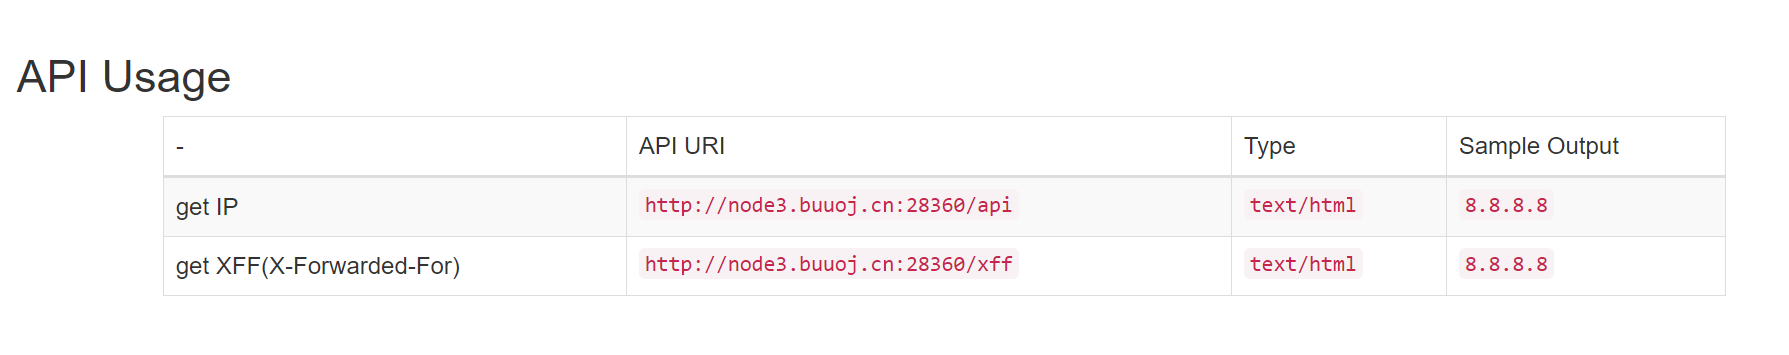 API Usage
- API URI Type Sample Output
get IP http://node3.buuoj.cn:28360/api text/html 8.8.8.8
get XFF(X-Forwarded-For) http://node3.buuoj.cn:28360/xff text/html 8.8.8.8